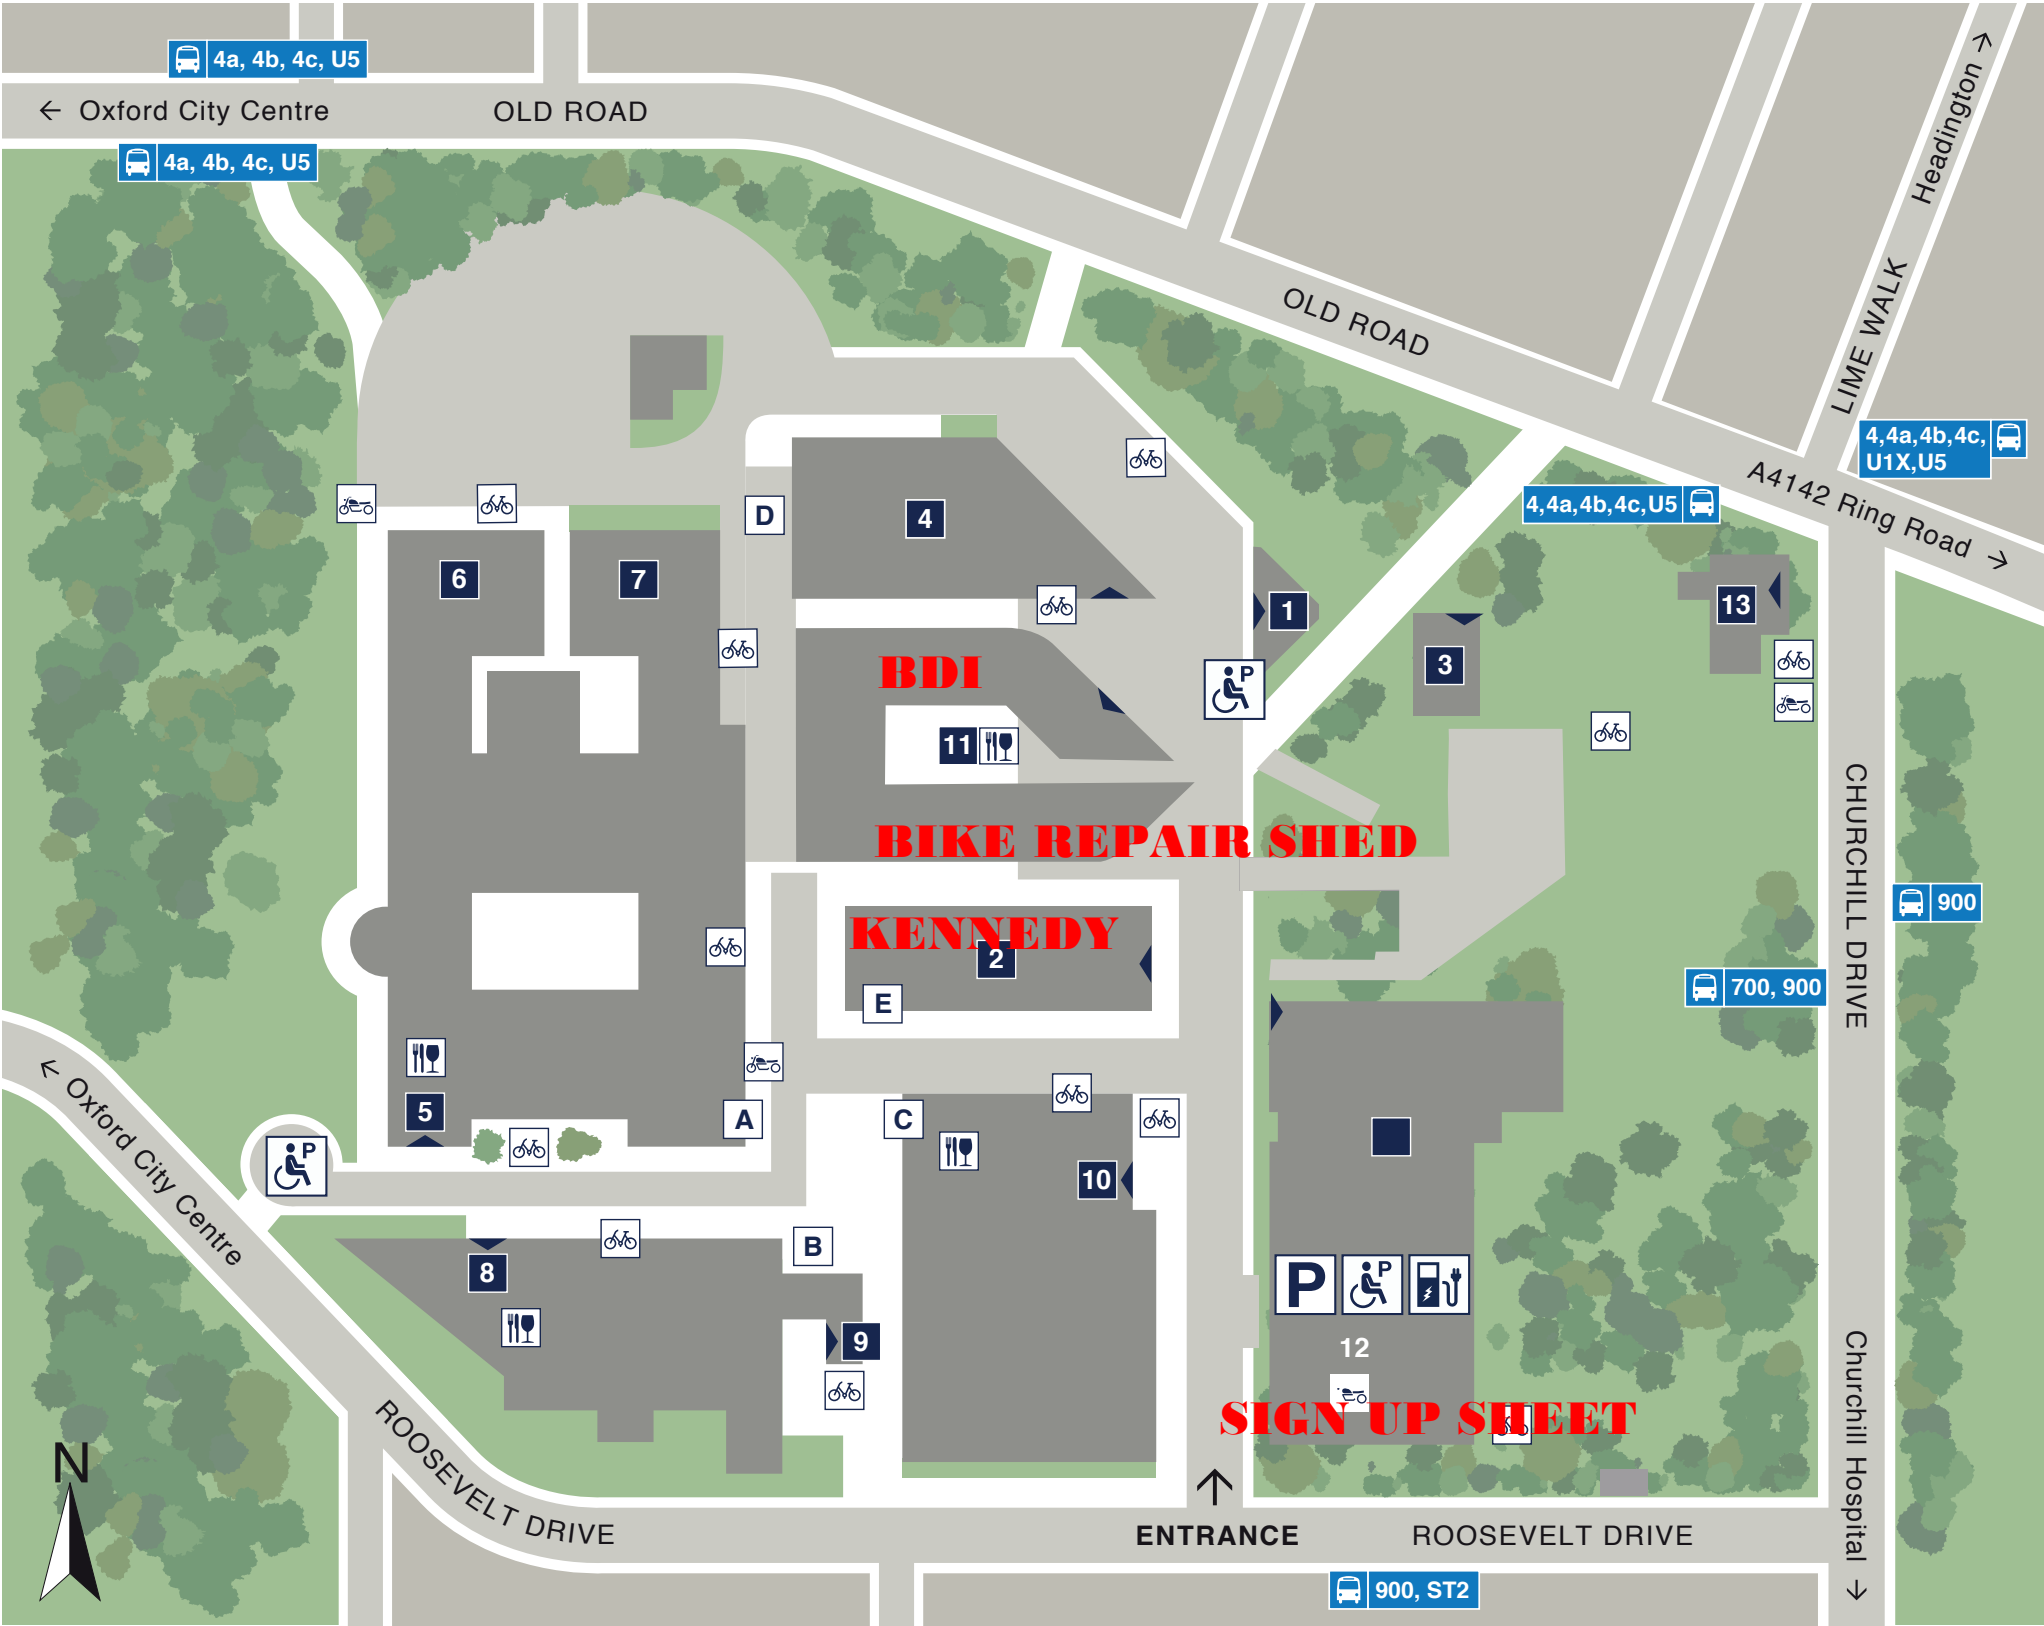 4a, 4b, 4c, U5
← Oxford City Centre
OLD ROAD
4a, 4b, 4c, U5
Headington →
OLD ROAD
LIME WALK
4,4a,4b,4c,
U1X,U5
A4142 Ring Road →
4,4a,4b,4c,U5
D
4
6
7
1
13
3
BDI
P
11
BIKE REPAIR SHED
CHURCHILL DRIVE
KENNEDY
2
900
E
700, 900
← Oxford City Centre
5
A
C
P
10
B
8
9
P
P
12
SIGN UP SHEET
Churchill Hospital →
N
ROOSEVELT DRIVE
ENTRANCE
ROOSEVELT DRIVE
900, ST2